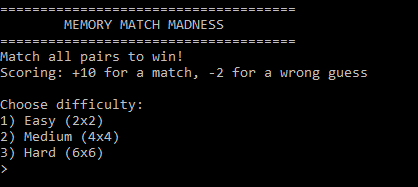 =====================================
MEMORY MATCH MADNESS
=====================================
Match all pairs to win!
Scoring: +10 for a match, -2 for a wrong guess

Choose difficulty:
1) Easy (2x2)
2) Medium (4x4)
3) Hard (6x6)
>